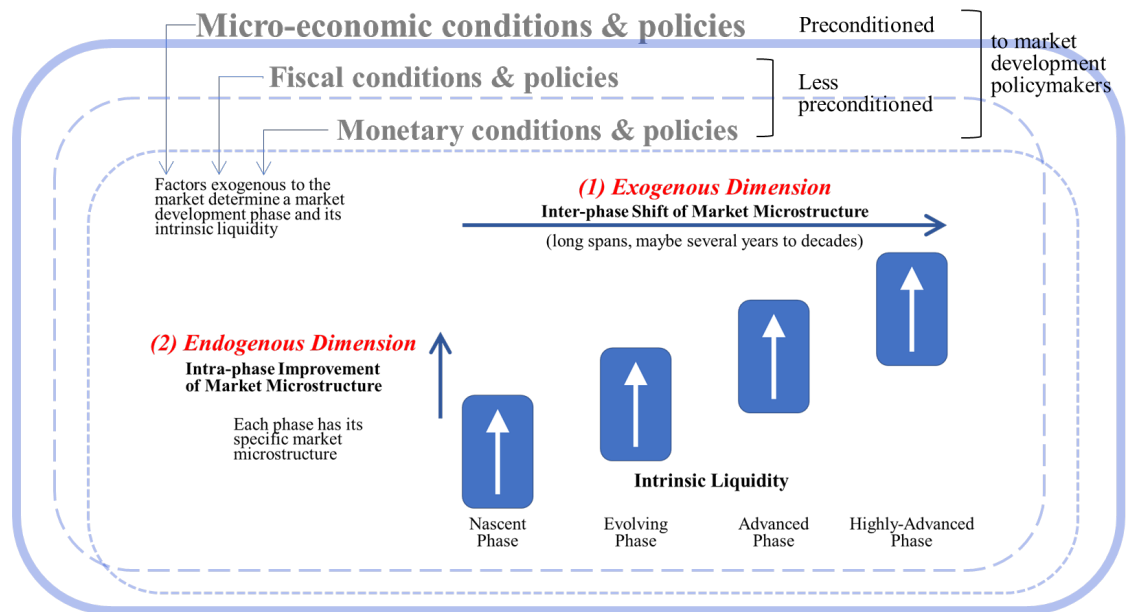 Micro-economic conditions & policies
Preconditioned
Fiscal conditions & policies
Less
preconditioned
to market
development
policymakers
Monetary conditions & policies
Factors exogenous to the
market determine a market
development phase and its
intrinsic liquidity
(1) Exogenous Dimension
Inter-phase Shift of Market Microstructure
(long spans, maybe several years to decades)
(2) Endogenous Dimension
Intra-phase Improvement
of Market Microstructure
Each phase has its
specific market
microstructure
Intrinsic Liquidity
Nascent
Phase
Evolving
Phase
Advanced
Phase
Highly-Advanced
Phase